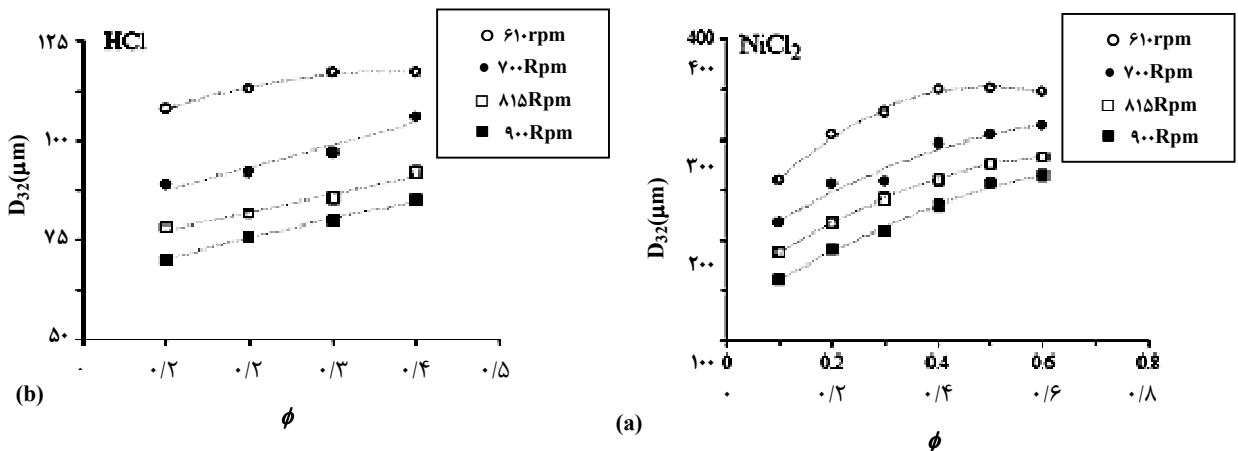 HCl
۱۲۵
۱۰۰
۷۵
۵۰
D32(μm)
۰ ۰/۲ ۰/۲ ۰/۳ ۰/۴ ۰/۵
ϕ
(b)
۶۱۰rpm
۷۰۰Rpm
۸۱۵Rpm
۹۰۰Rpm
NiCl2
400
۴۰۰
۳۰۰
۲۰۰
۱۰۰
D32(μm)
0 0.2 0.4 0.6 0.8
۰ ۰/۲ ۰/۴ ۰/۶ ۰/۸
ϕ
(a)
۶۱۰rpm
۷۰۰Rpm
۸۱۵Rpm
۹۰۰Rpm